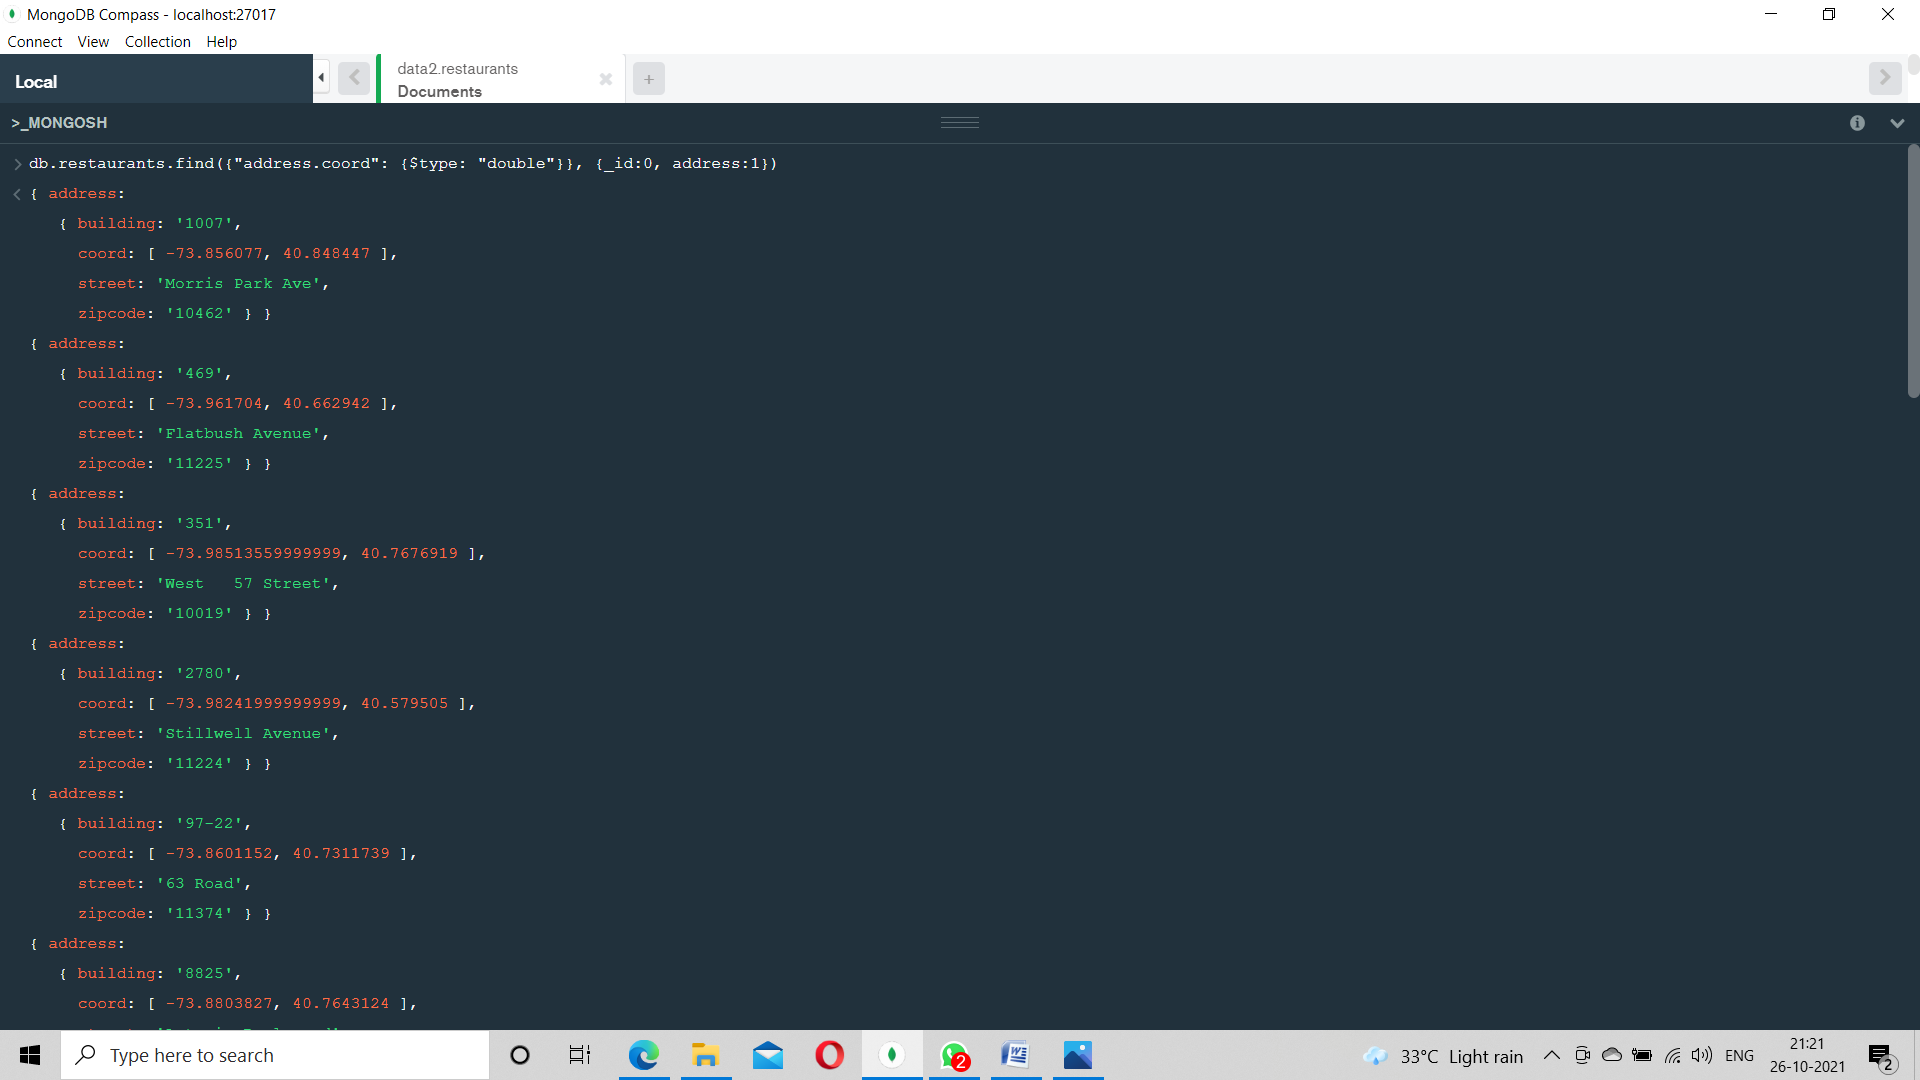 MongoDB Compass - localhost:27017
Connect View Collection Help
Local
data2.restaurants
Documents
>_MONGOSH
db.restaurants.find({"address.coord": {$type: "double"}}, {_id:0, address:1})
{ address:
{ building: '1007',
coord: [ -73.856077, 40.848447 ],
street: 'Morris Park Ave',
zipcode: '10462' } }
{ address:
{ building: '469',
coord: [ -73.961704, 40.662942 ],
street: 'Flatbush Avenue',
zipcode: '11225' } }
{ address:
{ building: '351',
coord: [ -73.98513559999999, 40.7676919 ],
street: 'West   57 Street',
zipcode: '10019' } }
{ address:
{ building: '2780',
coord: [ -73.98241999999999, 40.579505 ],
street: 'Stillwell Avenue',
zipcode: '11224' } }
{ address:
{ building: '97-22',
coord: [ -73.8601152, 40.7311739 ],
street: '63 Road',
zipcode: '11374' } }
{ address:
{ building: '8825',
coord: [ -73.8803827, 40.7643124 ],
Type here to search
2
33°C Light rain
ENG
21:21
26-10-2021
2